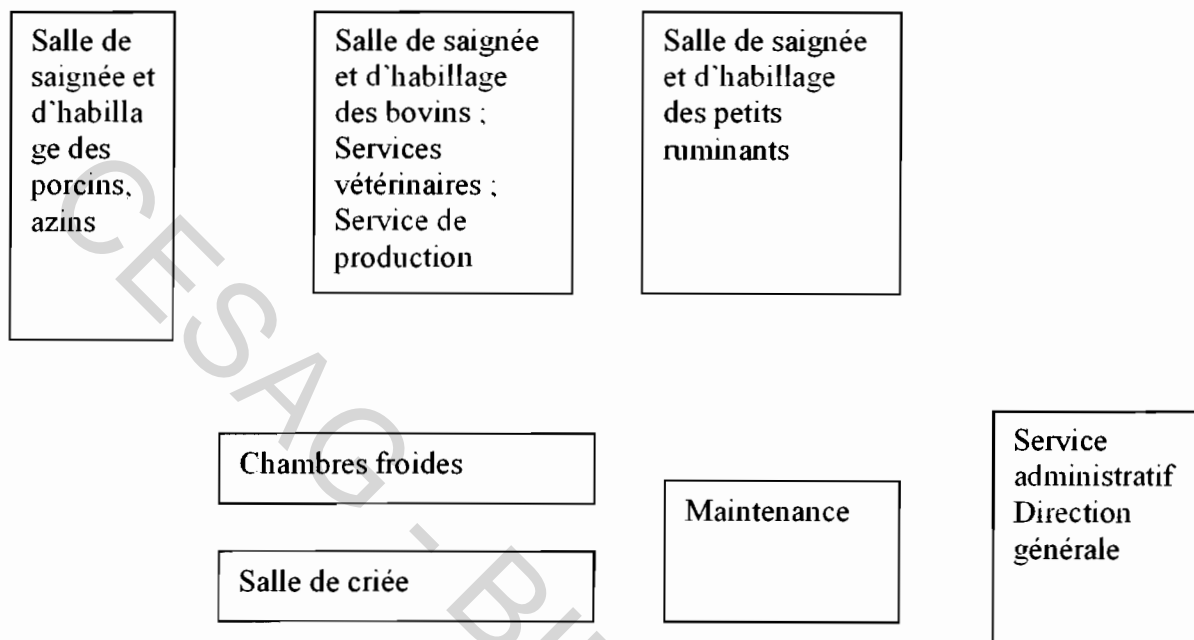 Salle de
saignée et
d`habilla
ge des
porcins,
azins
Salle de saignée
et d`habillage
des bovins ;
Services
vétérinaires ;
Service de
production
Salle de saignée
et d`habillage
des petits
ruminants
Chambres froides
Salle de criée
Maintenance
Service
administratif
Direction
générale
CESAG - BI